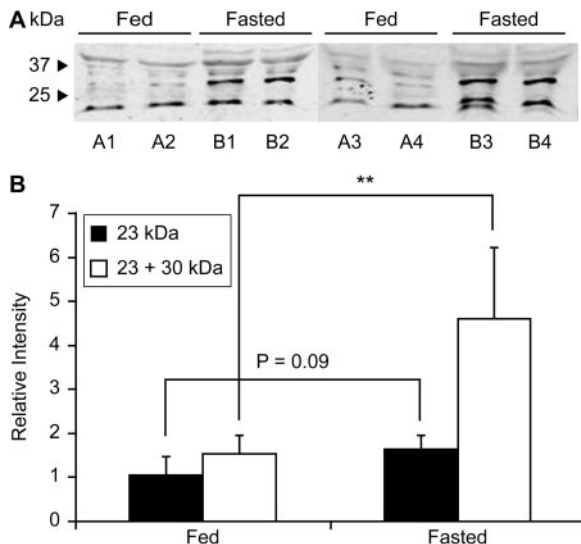 A kDa Fed Fasted Fed Fasted
37
25
A1 A2 B1 B2 A3 A4 B3 B4
B
**
7
23 kDa
6
23 + 30 kDa
5
4
P = 0.09
3
2
1
0
Relative Intensity
Fed Fasted